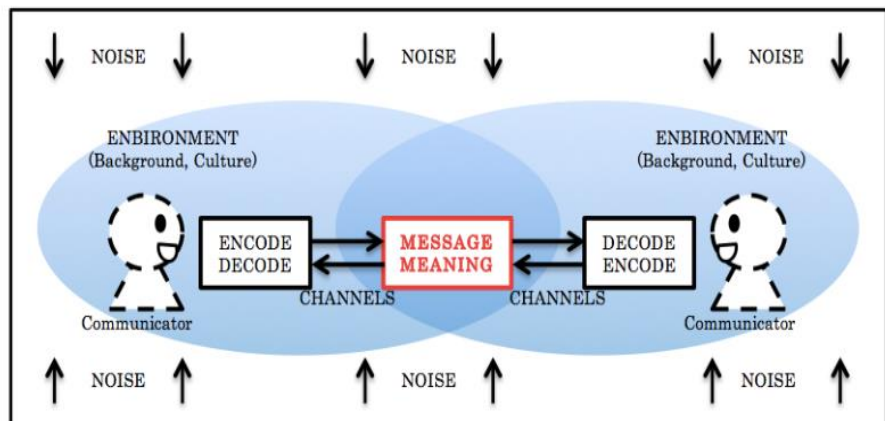 NOISE NOISE NOISE
ENBIRONMENT ENBIRONMENT
(Background, Culture) (Background, Culture)
ENCODE MESSAGE DECODE
DECODE MEANING ENCODE
CHANNELS CHANNELS
Communicator Communicator
NOISE NOISE NOISE